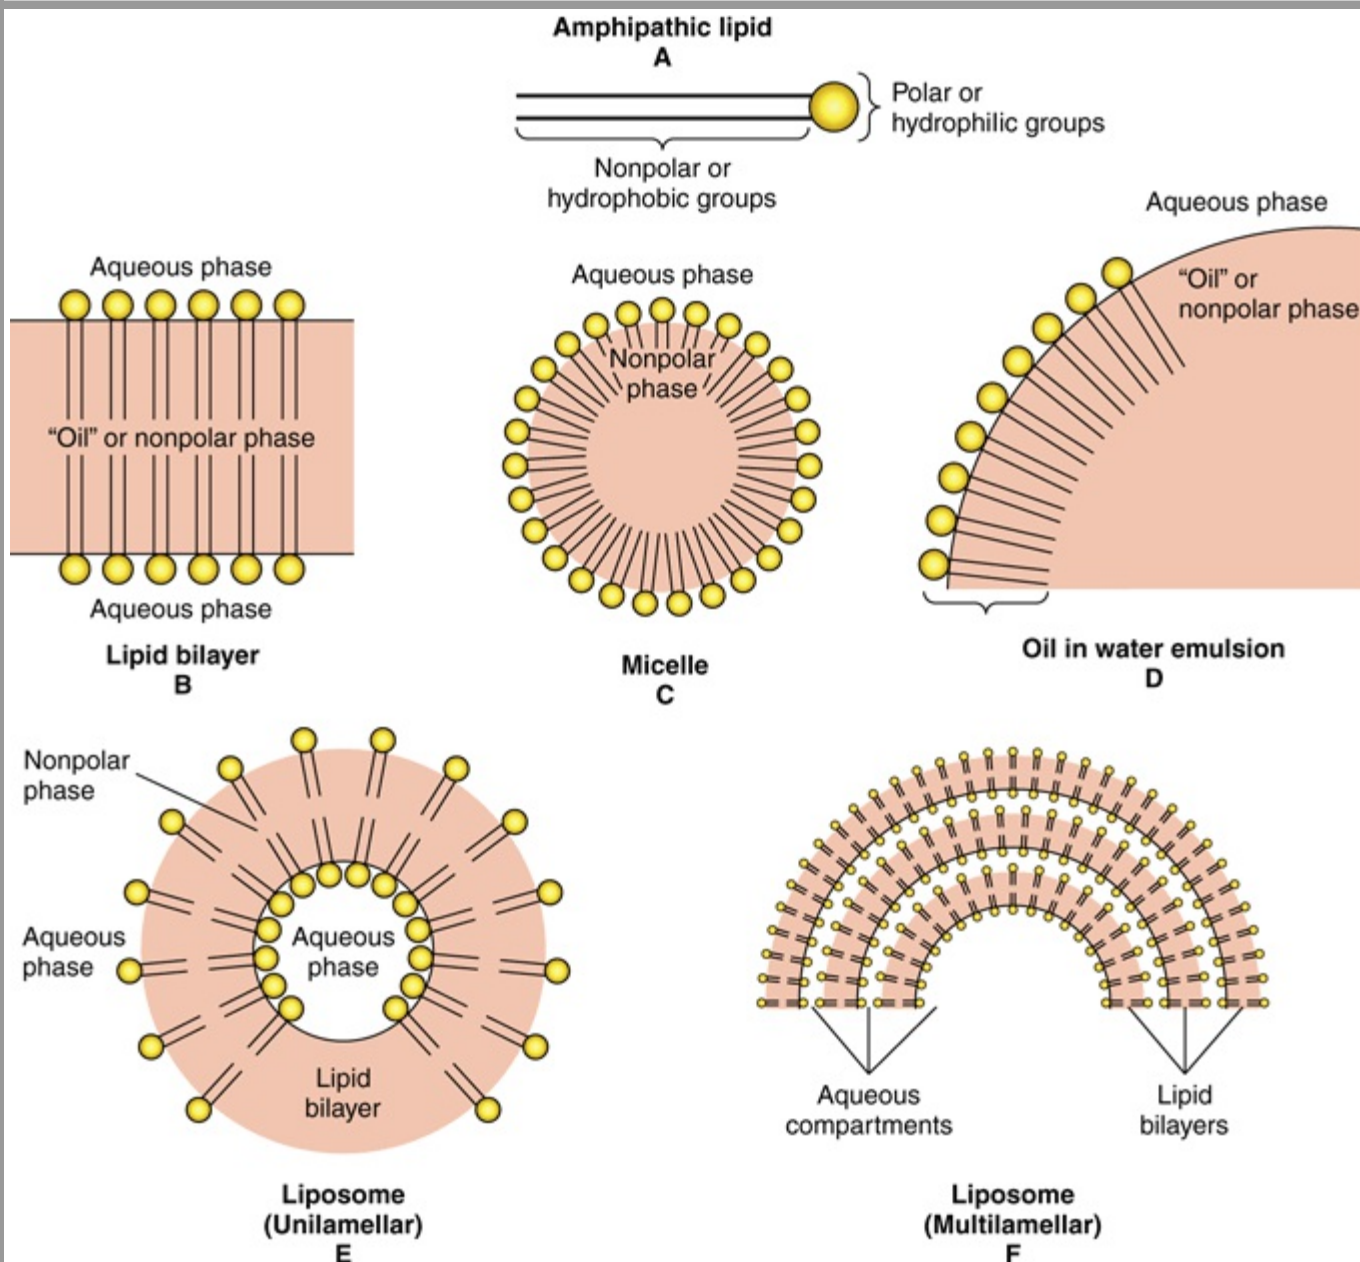 Amphipathic lipid
A
Polar or
hydrophilic groups
Nonpolar or
hydrophobic groups
Aqueous phase
“Oil” or nonpolar phase
Aqueous phase
Lipid bilayer
B
Aqueous phase
Nonpolar
phase
Micelle
C
Aqueous phase
“Oil” or
nonpolar phase
Oil in water emulsion
D
Nonpolar
phase
Aqueous
phase
Aqueous
phase
Lipid
bilayer
Liposome
(Unilamellar)
E
Aqueous
compartments
Lipid
bilayers
Liposome
(Multilamellar)
F